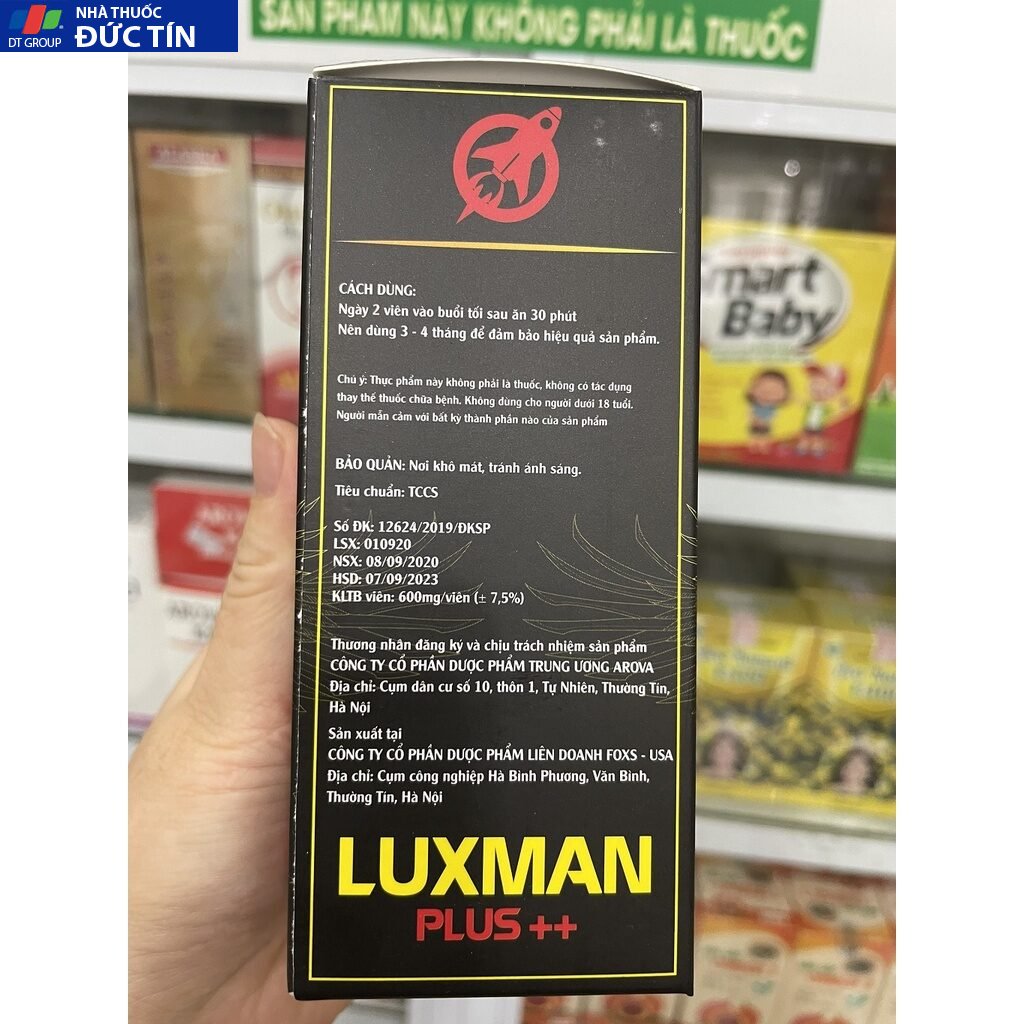 DT GROUP
NHÀ THUỐC
ĐỨC TÍN
SẢN PHẨM NÀY KHÔNG PHẢI LÀ THUỐC
CÁCH DÙNG:
Ngày 2 viên vào buổi tối sau ăn 30 phút
Nên dùng 3 - 4 tháng để đảm bảo hiệu quả sản phẩm.
Chú ý: Thực phẩm này không phải là thuốc, không có tác dụng
thay thế thuốc chữa bệnh. Không dùng cho người dưới 18 tuổi.
Người mẫn cảm với bất kỳ thành phần nào của sản phẩm
BẢO QUẢN: Nơi khô mát, tránh ánh sáng.
Tiêu chuẩn: TCCS
Số ĐK: 12624/2019/ĐKSP
LSX: 010920
NSX: 08/09/2020
HSD: 07/09/2023
KLTB viên: 600mg/viên (± 7,5%)
Thương nhân đăng ký và chịu trách nhiệm sản phẩm
CÔNG TY CỔ PHẦN DƯỢC PHẨM TRUNG ƯƠNG AROVA
Địa chỉ: Cụm dân cư số 10, thôn 1, Tự Nhiên, Thường Tín,
Hà Nội
Sản xuất tại
CÔNG TY CỔ PHẦN DƯỢC PHẨM LIÊN DOANH FOXS - USA
Địa chỉ: Cụm công nghiệp Hà Bình Phương, Văn Bình,
Thường Tín, Hà Nội
LUXMAN
PLUS ++
mart
Baby